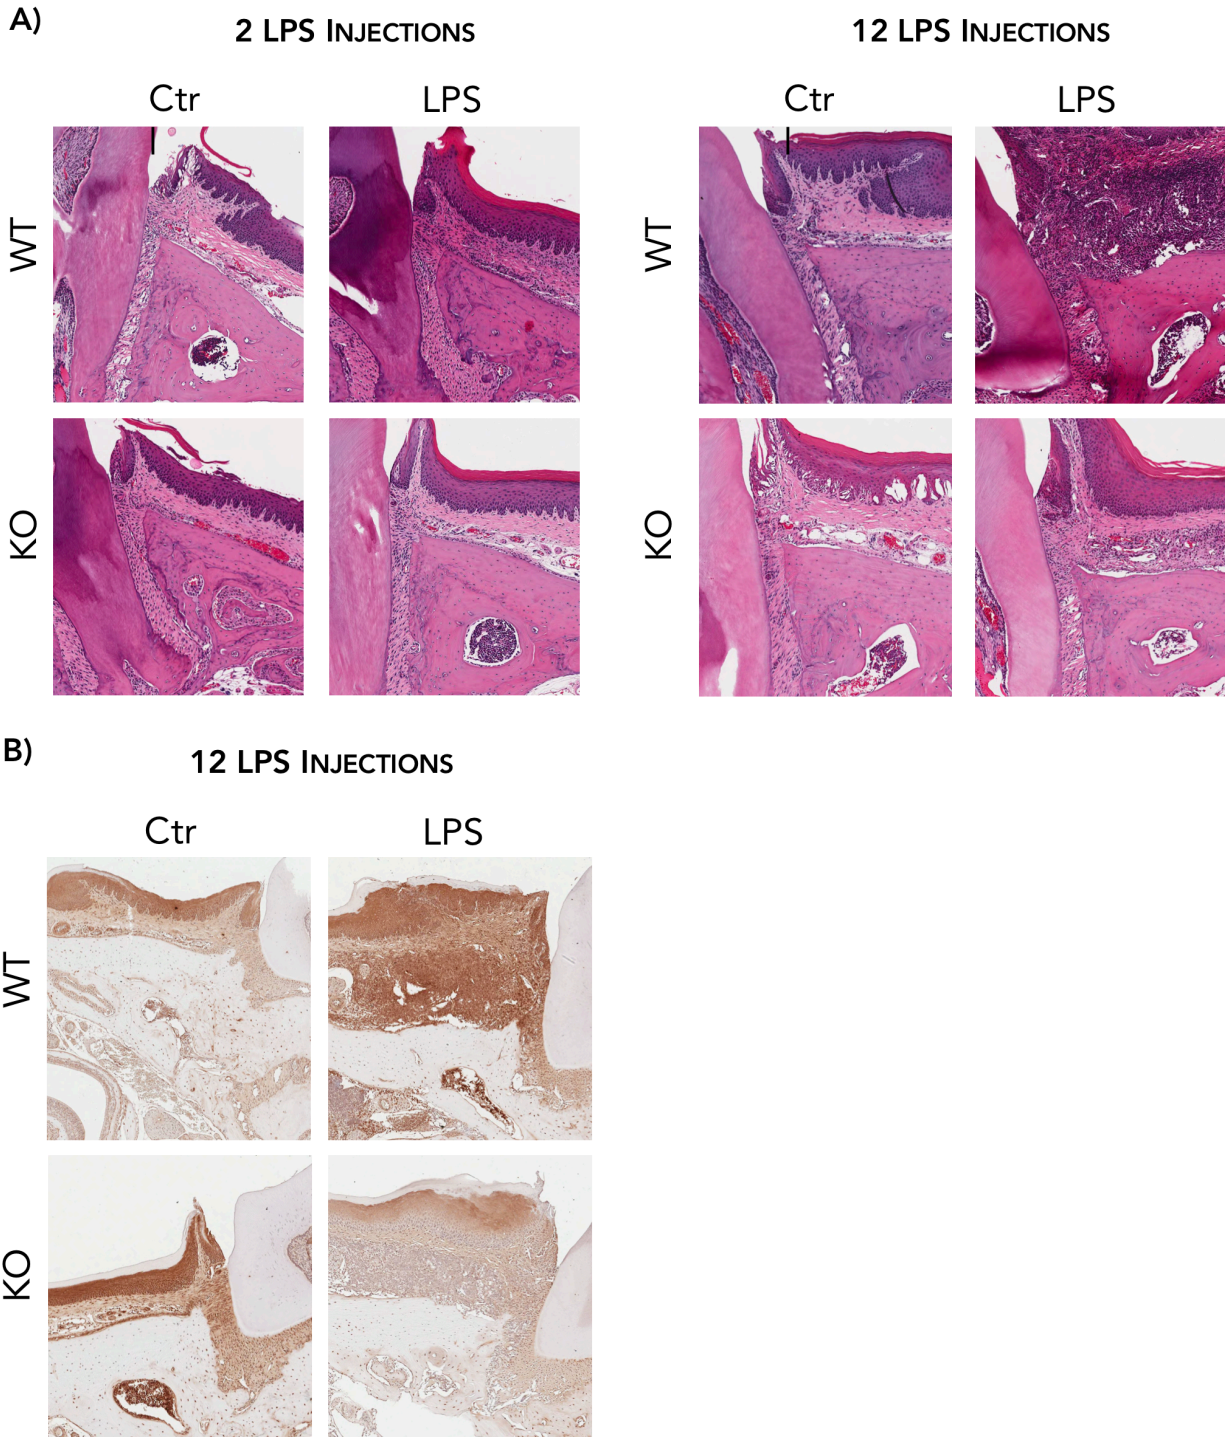 A)
2 LPS INJECTIONS
12 LPS INJECTIONS
Ctr
LPS
Ctr
LPS
WT
WT
KO
KO
B)
12 LPS INJECTIONS
Ctr
LPS
WT
KO